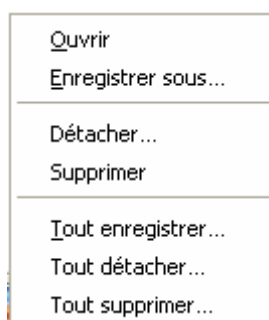 Ouvrir
Enregistrer sous...
Détacher...
Supprimer
Tout enregistrer...
Tout détacher...
Tout supprimer...